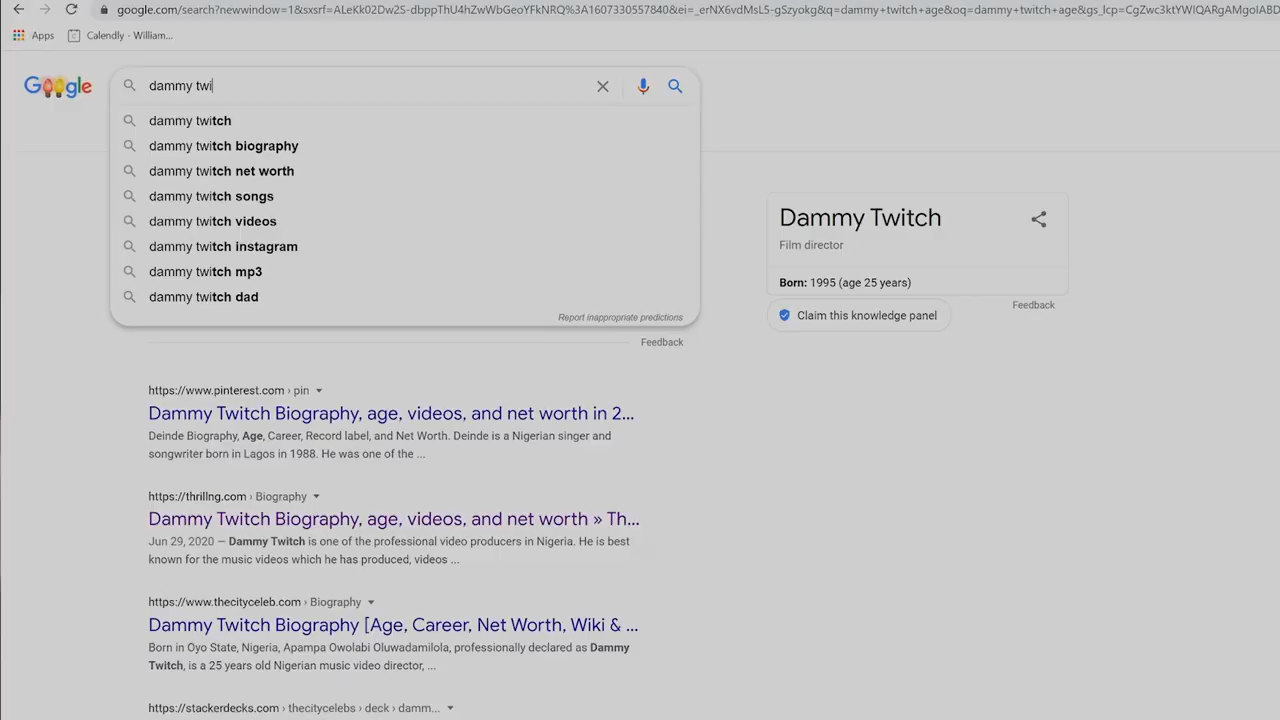 google.com/search?newwindow=1&sxsrf=ALeKk02Dw2S-dbppThU4hZwWbGeoYFkNRQ%3A1607330557840&ei=_erNX6vdMsL5-gSzyokg&q=dammy+twitch+age&oq=dammy+twitch+age&gs_lcp=CgZwc3ktYWIQARgAMgoIABD
Apps Calendly - William...
Google
dammy twi
dammy twitch
dammy twitch biography
dammy twitch net worth
dammy twitch songs
dammy twitch videos
dammy twitch instagram
dammy twitch mp3
dammy twitch dad
Report inappropriate predictions
Feedback
https://www.pinterest.com › pin
Dammy Twitch Biography, age, videos, and net worth in 2...
Deinde Biography, Age, Career, Record label, and Net Worth. Deinde is a Nigerian singer and
songwriter born in Lagos in 1988. He was one of the ...
https://thrillng.com › Biography
Dammy Twitch Biography, age, videos, and net worth » Th...
Jun 29, 2020 — Dammy Twitch is one of the professional video producers in Nigeria. He is best
known for the music videos which he has produced, videos ...
https://www.thecityceleb.com › Biography
Dammy Twitch Biography [Age, Career, Net Worth, Wiki & ...
Born in Oyo State, Nigeria, Apampa Owolabi Oluwadamilola, professionally declared as Dammy
Twitch, is a 25 years old Nigerian music video director, ...
https://stackerdecks.com › thecitycelebs › deck › damm...
Dammy Twitch
Film director
Born: 1995 (age 25 years)
Feedback
Claim this knowledge panel